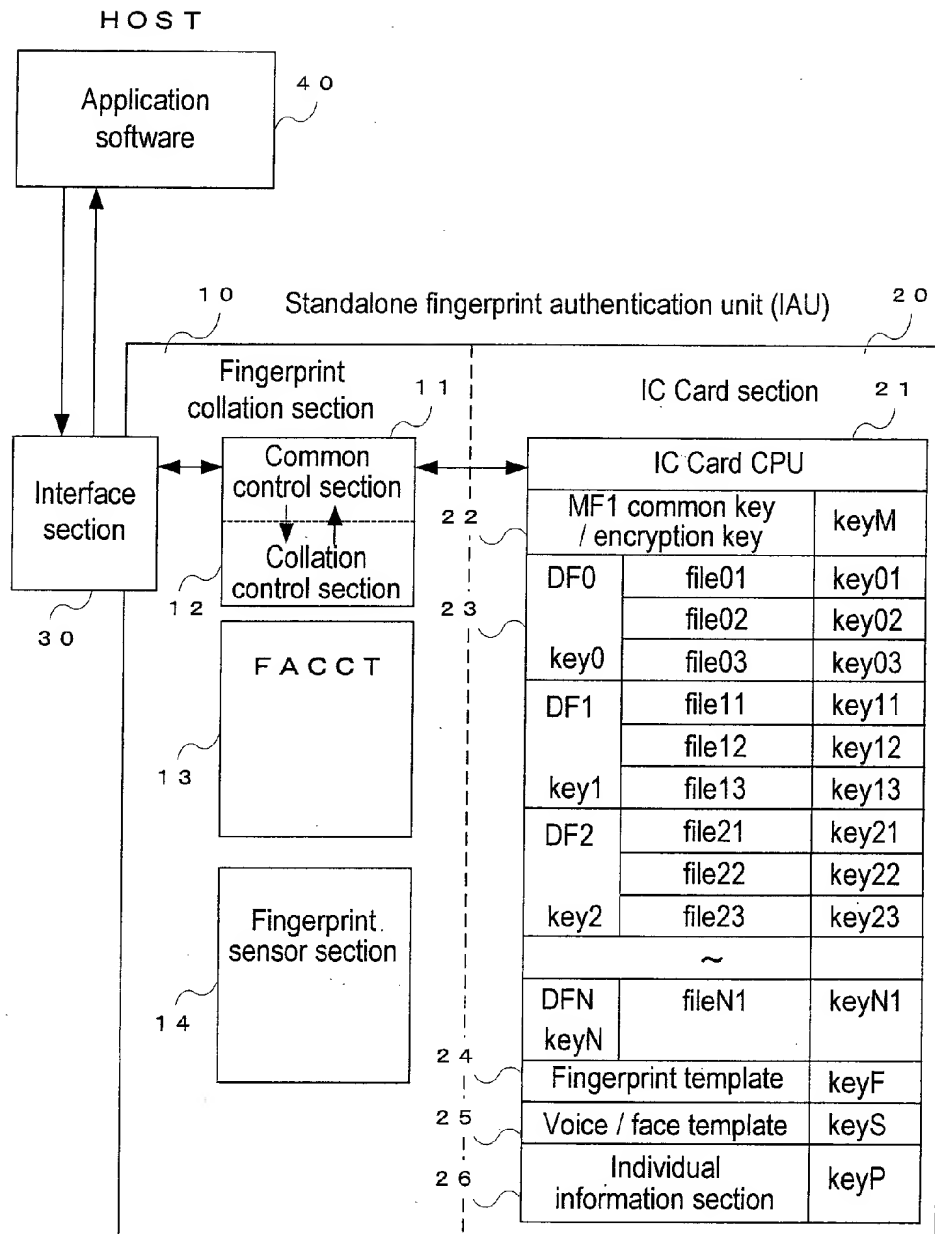 HOST
Application
software
40
10
Standalone fingerprint authentication unit (IAU)
20
Fingerprint
collation section
11
IC Card section
21
Interface
section
30
Common
control section
Collation
control section
12
FACCT
13
Fingerprint
sensor section
14
IC Card CPU
22
MF1 common key
/ encryption key
keyM
23
DF0
file01
key01
file02
key02
key0
file03
key03
DF1
file11
key11
file12
key12
key1
file13
key13
DF2
file21
key21
file22
key22
key2
file23
key23
~
DFN
fileN1
keyN1
keyN
24
Fingerprint template
keyF
25
Voice / face template
keyS
26
Individual
information section
keyP